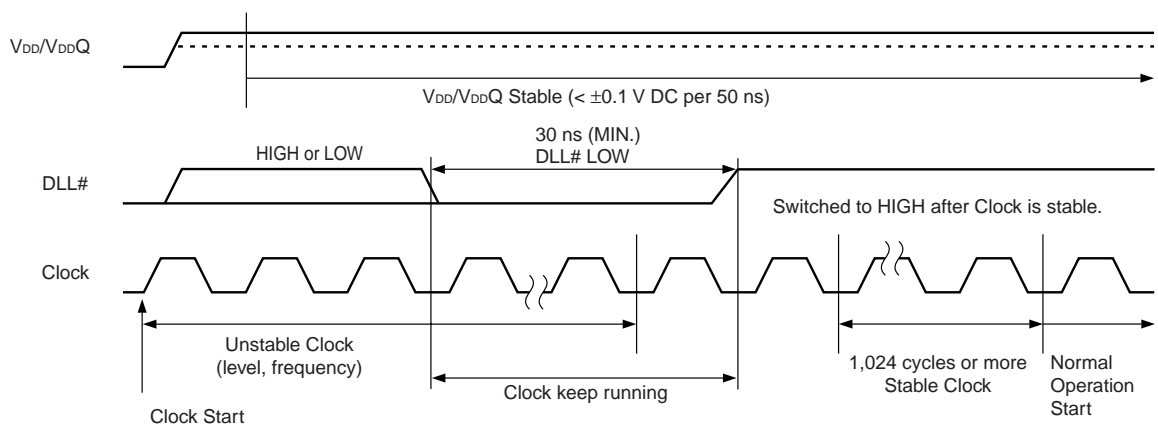 VDD/VDDQ
VDD/VDDQ Stable (< ±0.1 V DC per 50 ns)
30 ns (MIN.)
DLL# LOW
HIGH or LOW
DLL#
Switched to HIGH after Clock is stable.
Clock
Unstable Clock
(level, frequency)
Clock keep running
1,024 cycles or more
Stable Clock
Normal
Operation
Start
Clock Start